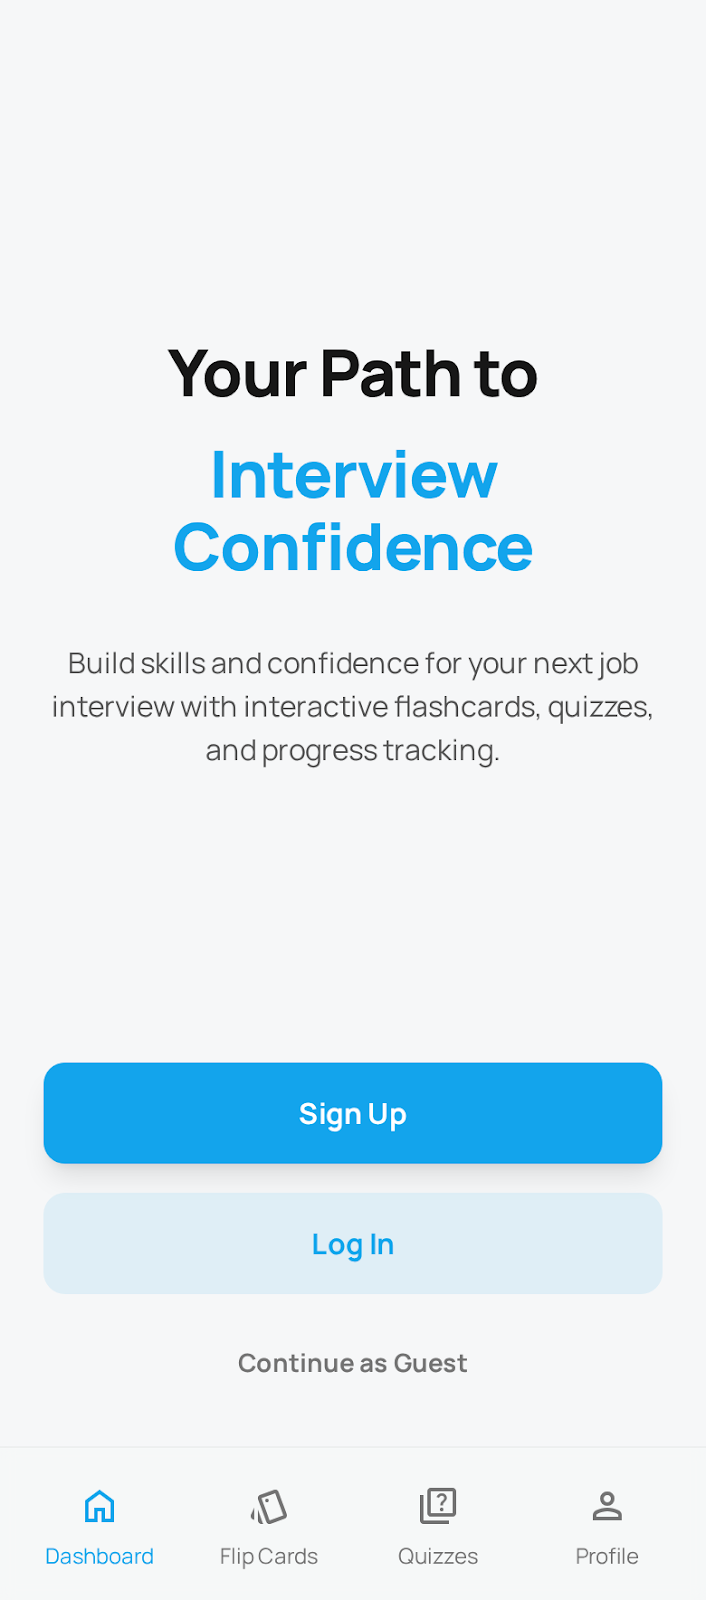 Your Path to
Interview
Confidence
Build skills and confidence for your next job
interview with interactive flashcards, quizzes,
and progress tracking.
Sign Up
Log In
Continue as Guest
Dashboard
Flip Cards
Quizzes
Profile